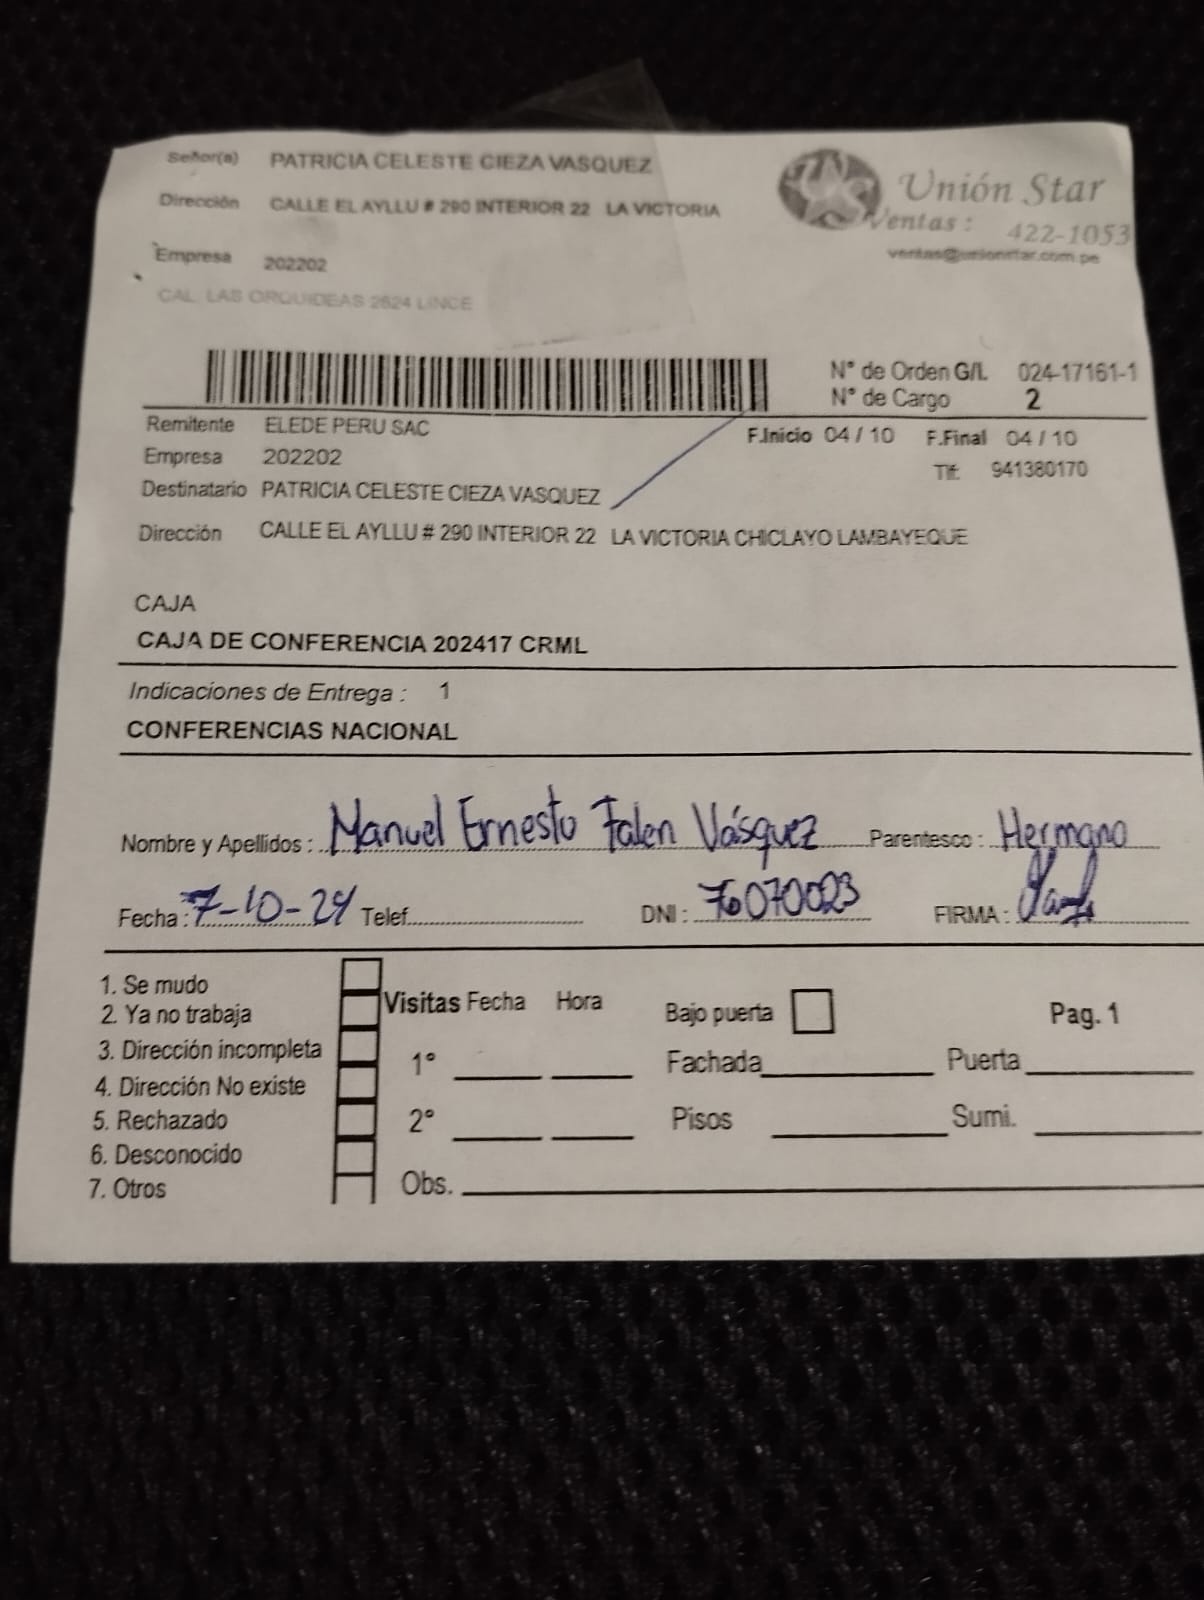 Señor(a) PATRICIA CELESTE CIEZA VASQUEZ
Unión Star
Dirección CALLE EL AYLLU # 290 INTERIOR 22 LA VICTORIA
Ventas : 422-1053
ventas@unionstar.com.pe
Empresa 202202
CAL. LAS ORQUIDEAS 2624 LINCE
N° de Orden G/L 024-17161-1
N° de Cargo 2
Remitente ELEDE PERU SAC
F.Inicio 04 / 10 F.Final 04 / 10
Empresa 202202
Tlf: 941380170
Destinatario PATRICIA CELESTE CIEZA VASQUEZ
Dirección CALLE EL AYLLU # 290 INTERIOR 22 LA VICTORIA CHICLAYO LAMBAYEQUE
CAJA
CAJA DE CONFERENCIA 202417 CRML
Indicaciones de Entrega : 1
CONFERENCIAS NACIONAL
Nombre y Apellidos : Manuel Ernesto Falen Vásquez Parentesco : Hermano
Fecha : 7-10-24 Telef. DNI : 76070023 FIRMA :
1. Se mudo
2. Ya no trabaja
3. Dirección incompleta
4. Dirección No existe
5. Rechazado
6. Desconocido
7. Otros
Visitas Fecha Hora
1°
2°
Obs.
Bajo puerta
Pag. 1
Fachada Puerta
Pisos Sumi.